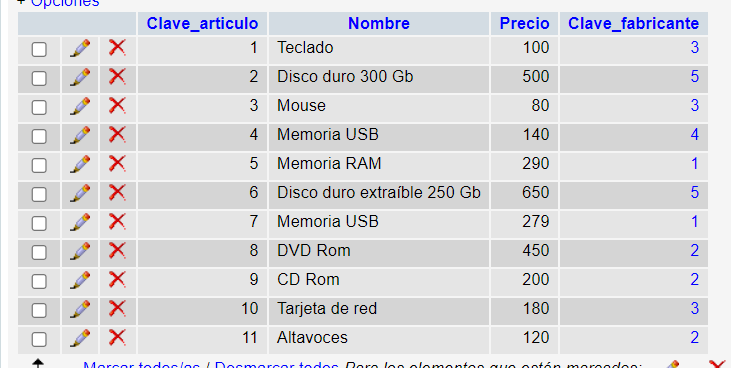 + Opciones
Clave_articulo Nombre Precio Clave_fabricante
1 Teclado 100 3
2 Disco duro 300 Gb 500 5
3 Mouse 80 3
4 Memoria USB 140 4
5 Memoria RAM 290 1
6 Disco duro extraíble 250 Gb 650 5
7 Memoria USB 279 1
8 DVD Rom 450 2
9 CD Rom 200 2
10 Tarjeta de red 180 3
11 Altavoces 120 2
Marcar todos/as / Desmarcar todos Para los elementos que están marcados: